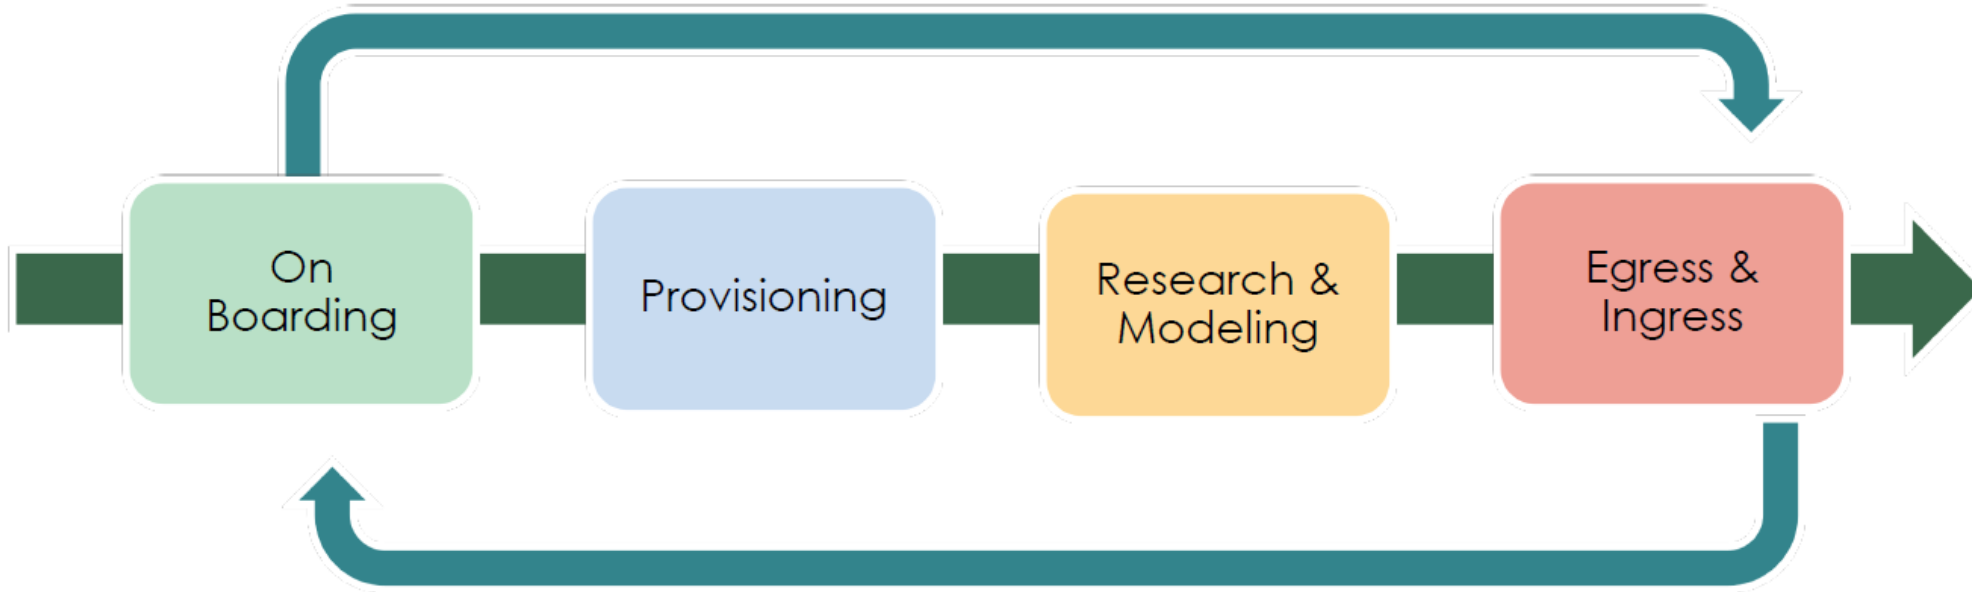 On
Boarding
Provisioning
Research &
Modeling
Egress &
Ingress